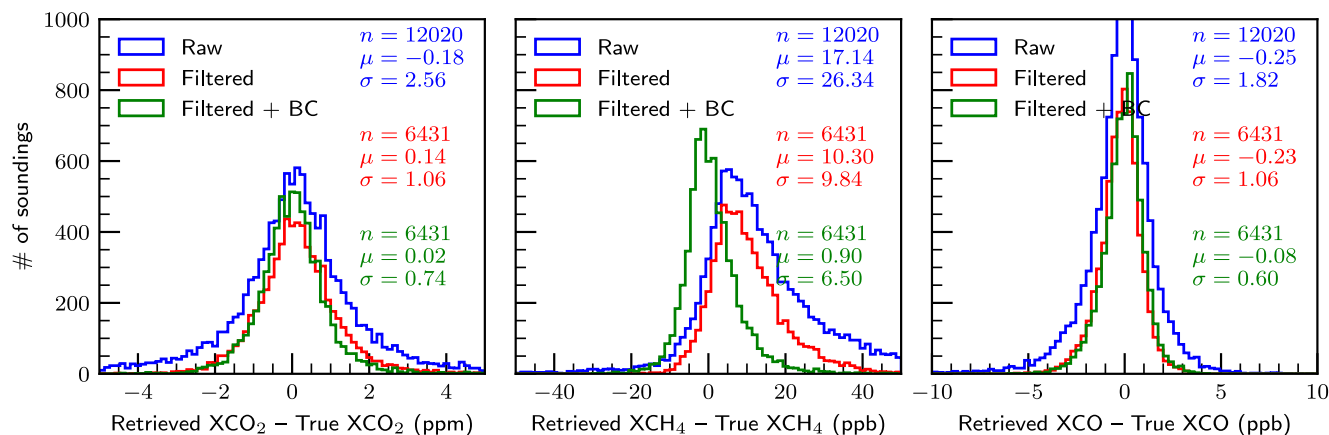 # of soundings
1000
800
600
400
200
0
Raw
Filtered
Filtered + BC
n = 12020
μ = −0.18
σ = 2.56
n = 6431
μ = 0.14
σ = 1.06
n = 6431
μ = 0.02
σ = 0.74
−4 −2 0 2 4
Retrieved XCO₂ – True XCO₂ (ppm)
Raw
Filtered
Filtered + BC
n = 12020
μ = 17.14
σ = 26.34
n = 6431
μ = 10.30
σ = 9.84
n = 6431
μ = 0.90
σ = 6.50
−40 −20 0 20 40
Retrieved XCH₄ – True XCH₄ (ppb)
Raw
Filtered
Filtered + BC
n = 12020
μ = −0.25
σ = 1.82
n = 6431
μ = −0.23
σ = 1.06
n = 6431
μ = −0.08
σ = 0.60
−10 −5 0 5 10
Retrieved XCO – True XCO (ppb)